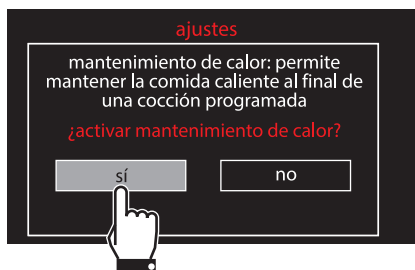 ajustes
mantenimiento de calor: permite
mantener la comida caliente al final de
una cocción programada
¿activar mantenimiento de calor?
sí
no